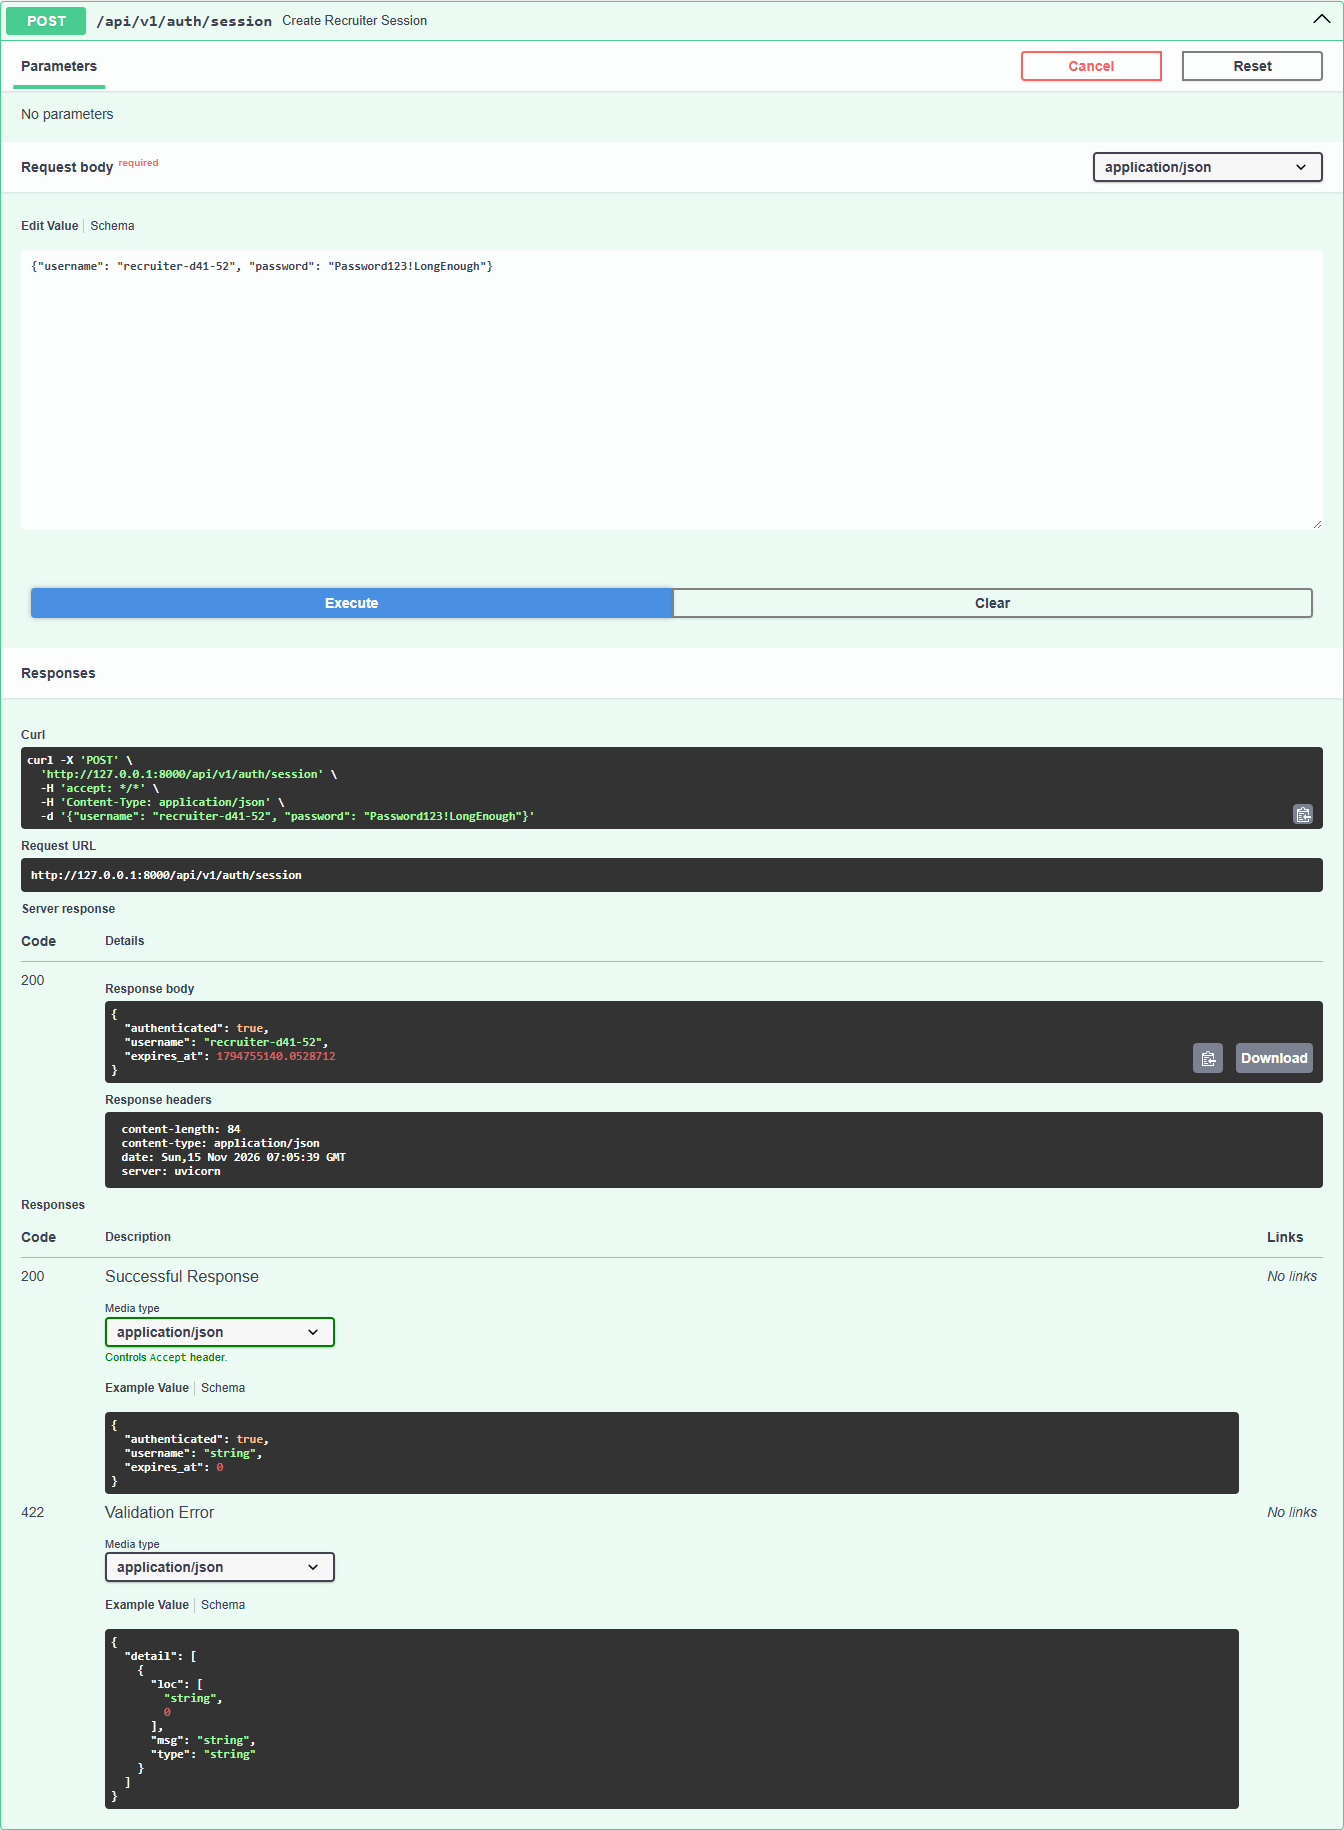 POST /api/v1/auth/session Create Recruiter Session
Parameters
Cancel
Reset
No parameters
Request body required
application/json
Edit Value
Schema
{"username": "recruiter-d41-52", "password": "Password123!LongEnough"}
Execute
Clear
Responses
Curl
curl -X 'POST' \
'http://127.0.0.1:8000/api/v1/auth/session' \
-H 'accept: */*' \
-H 'Content-Type: application/json' \
-d '{"username": "recruiter-d41-52", "password": "Password123!LongEnough"}'
Request URL
http://127.0.0.1:8000/api/v1/auth/session
Server response
Code
Details
200
Response body
{
"authenticated": true,
"username": "recruiter-d41-52",
"expires_at": 1794755140.0528712
}
Download
Response headers
content-length: 84
content-type: application/json
date: Sun,15 Nov 2026 07:05:39 GMT
server: uvicorn
Responses
Code
Description
Links
200
Successful Response
No links
Media type
application/json
Controls Accept header.
Example Value
Schema
{
"authenticated": true,
"username": "string",
"expires_at": 0
}
422
Validation Error
No links
Media type
application/json
Example Value
Schema
{
"detail": [
{
"loc": [
"string",
0
],
"msg": "string",
"type": "string"
}
]
}